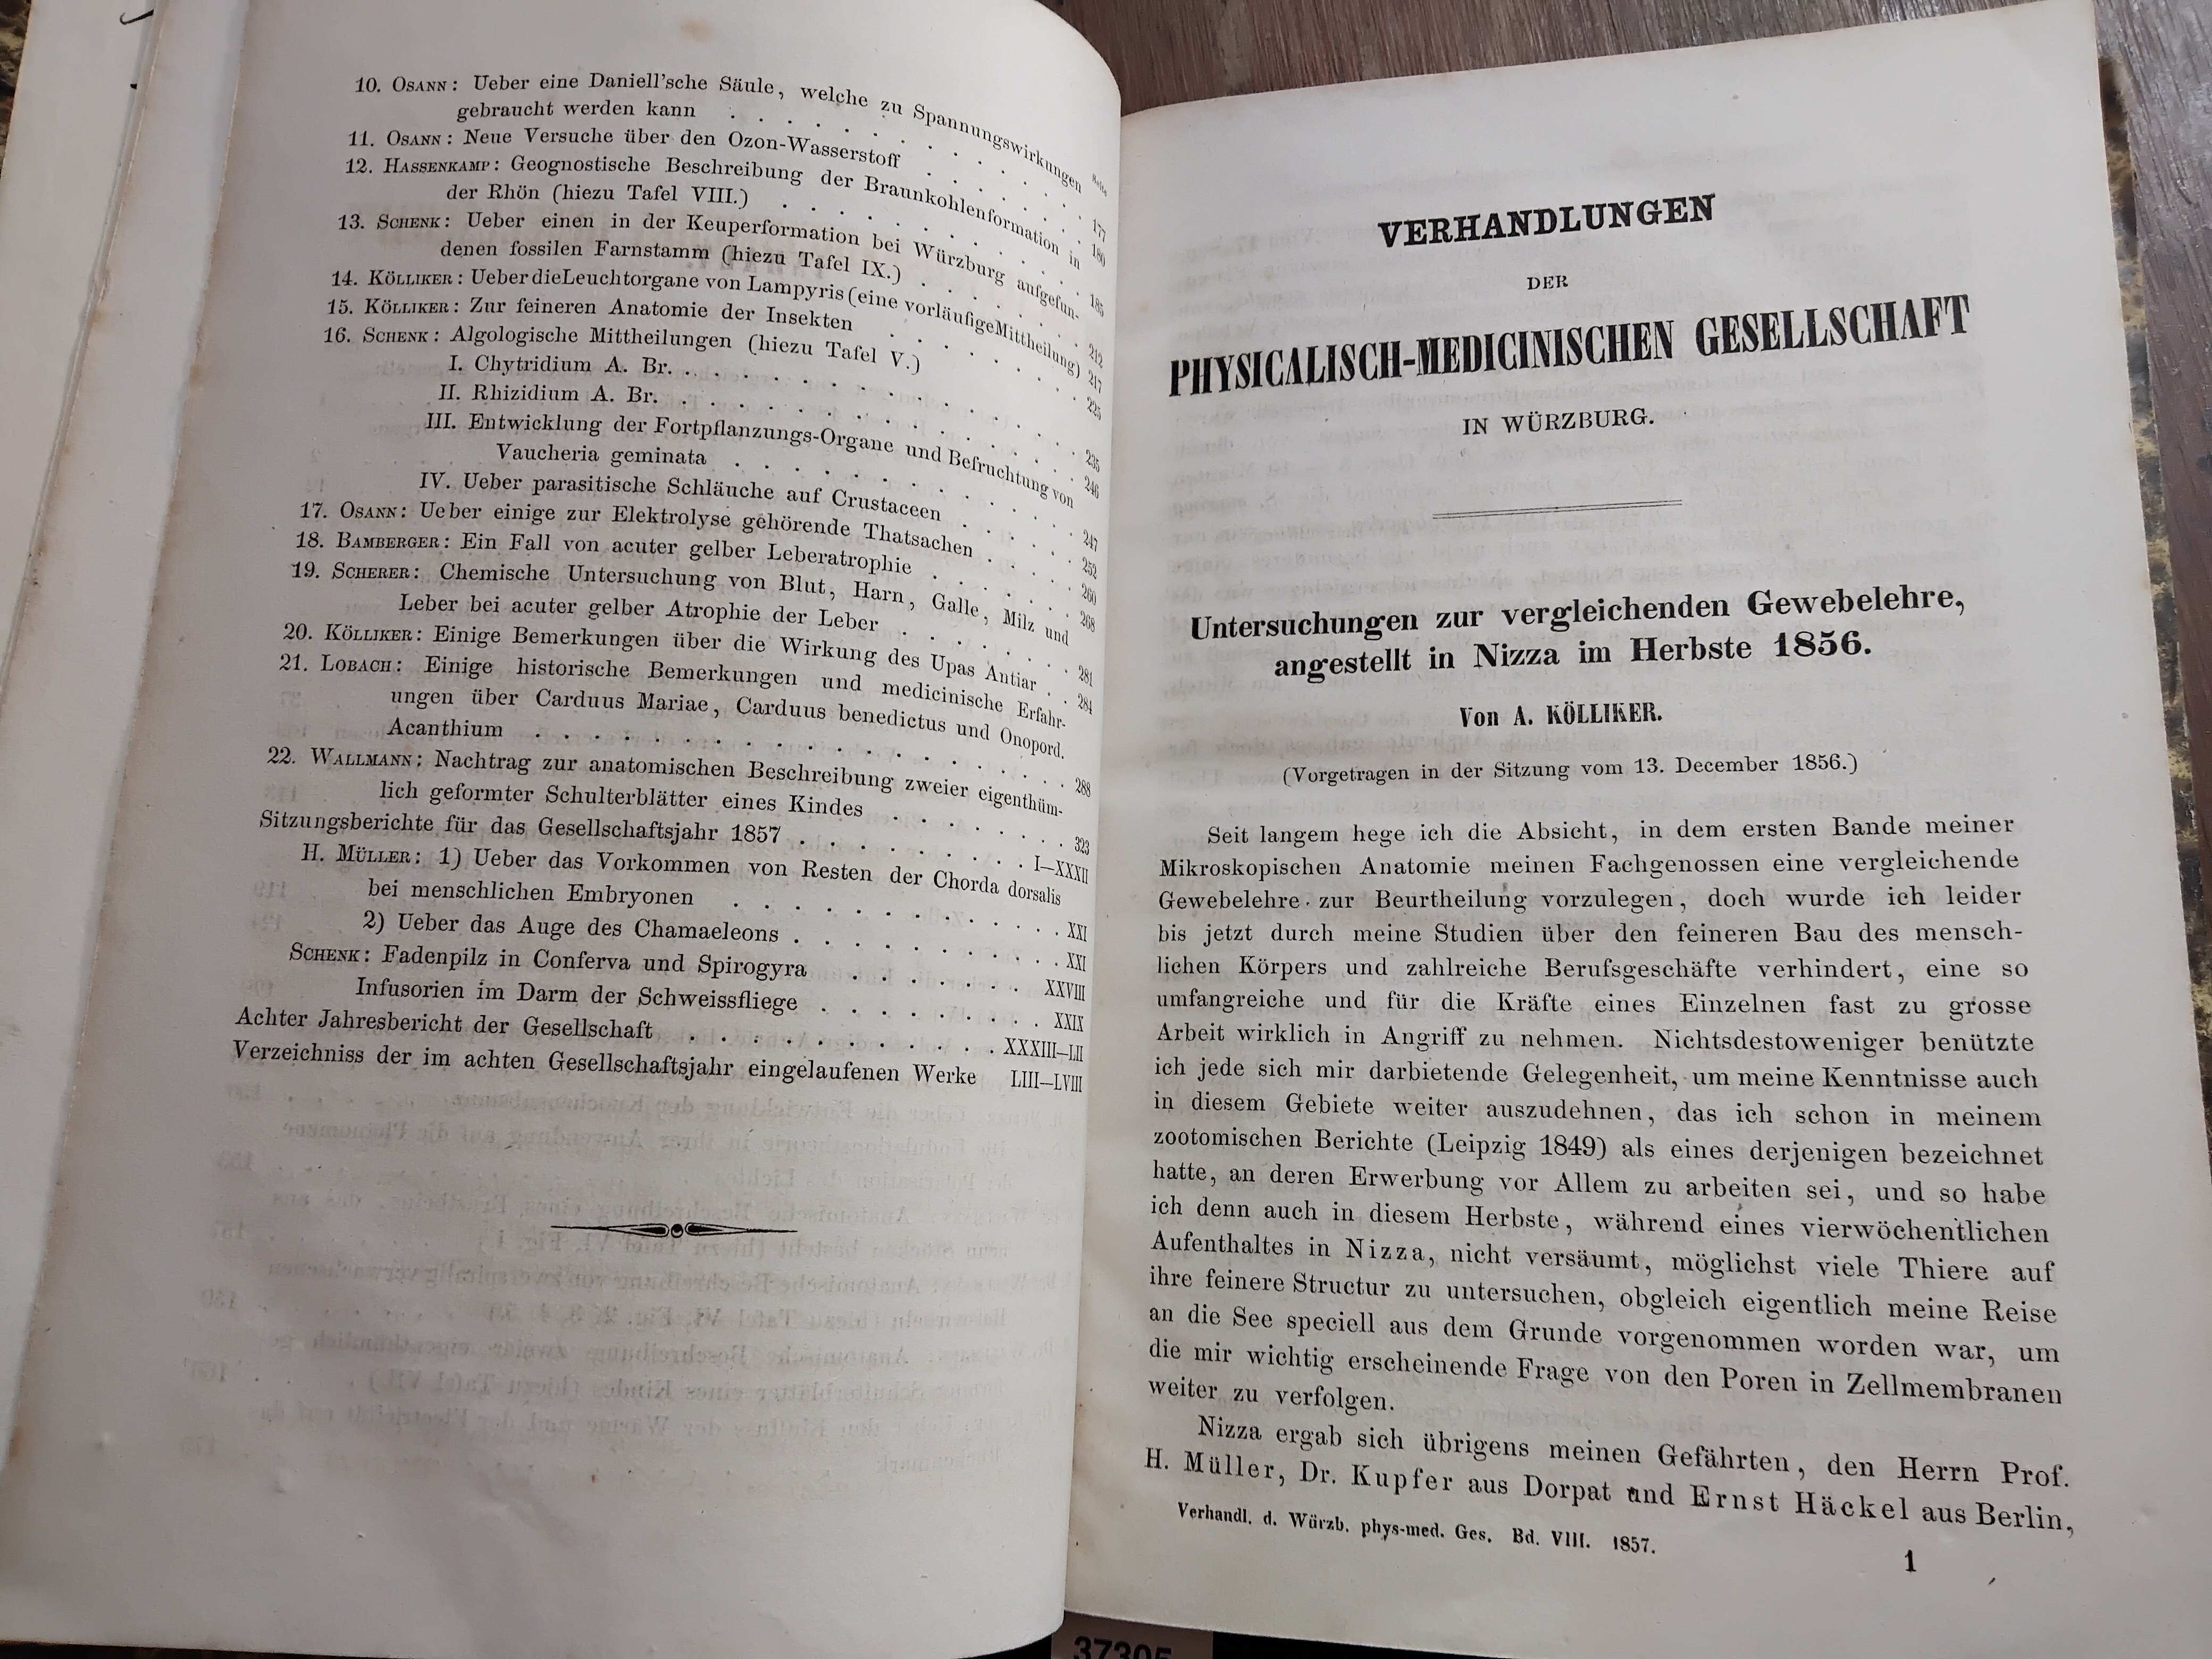 Seite
10. OSANN: Ueber eine Daniell'sche Säule, welche zu Spannungswirkungen
gebraucht werden kann . . . . . . . . . . . . 177
11. OSANN: Neue Versuche über den Ozon-Wasserstoff . . . . . . 180
12. HASSENKAMP: Geognostische Beschreibung der Braunkohlenformation in
der Rhön (hiezu Tafel VIII.) . . . . . . . . . . 185
13. SCHENK: Ueber einen in der Keuperformation bei Würzburg aufgefun-
denen fossilen Farnstamm (hiezu Tafel IX.) . . . . . . 212
14. KÖLLIKER: Ueber die Leuchtorgane von Lampyris (eine vorläufige Mittheilung) 217
15. KÖLLIKER: Zur feineren Anatomie der Insekten . . . . . . . 225
16. SCHENK: Algologische Mittheilungen (hiezu Tafel V.)
I. Chytridium A. Br. . . . . . . . . . . . . 235
II. Rhizidium A. Br. . . . . . . . . . . . . 246
III. Entwicklung der Fortpflanzungs-Organe und Befruchtung von
Vaucheria geminata . . . . . . . . . . . 247
IV. Ueber parasitische Schläuche auf Crustaceen . . . . . 252
17. OSANN: Ueber einige zur Elektrolyse gehörende Thatsachen . . . . 260
18. BAMBERGER: Ein Fall von acuter gelber Leberatrophie . . . . . . 268
19. SCHERER: Chemische Untersuchung von Blut, Harn, Galle, Milz und
Leber bei acuter gelber Atrophie der Leber . . . . . . 281
20. KÖLLIKER: Einige Bemerkungen über die Wirkung des Upas Antiar . . 284
21. LOBACH: Einige historische Bemerkungen und medicinische Erfahr-
ungen über Carduus Mariae, Carduus benedictus und Onopord.
Acanthium . . . . . . . . . . . . . . . . . 288
22. WALLMANN: Nachtrag zur anatomischen Beschreibung zweier eigenthüm-
lich geformter Schulterblätter eines Kindes . . . . . . . 323
Sitzungsberichte für das Gesellschaftsjahr 1857 . . . . . . . . . I—XXXII
H. MÜLLER: 1) Ueber das Vorkommen von Resten der Chorda dorsalis
bei menschlichen Embryonen . . . . . . . . . . . XXI
2) Ueber das Auge des Chamaeleons . . . . . . . . . . XXI
SCHENK: Fadenpilz in Conferva und Spirogyra . . . . . . . XXVIII
Infusorien im Darm der Schweissfliege . . . . . . . . . XXIX
Achter Jahresbericht der Gesellschaft . . . . . . . . . . XXXIII—LII
Verzeichniss der im achten Gesellschaftsjahr eingelaufenen Werke LIII—LVIII
VERHANDLUNGEN
DER
PHYSICALISCH-MEDICINISCHEN GESELLSCHAFT
IN WÜRZBURG.
Untersuchungen zur vergleichenden Gewebelehre,
angestellt in Nizza im Herbste 1856.
Von A. KÖLLIKER.
(Vorgetragen in der Sitzung vom 13. December 1856.)
Seit langem hege ich die Absicht, in dem ersten Bande meiner
Mikroskopischen Anatomie meinen Fachgenossen eine vergleichende
Gewebelehre zur Beurtheilung vorzulegen, doch wurde ich leider
bis jetzt durch meine Studien über den feineren Bau des mensch-
lichen Körpers und zahlreiche Berufsgeschäfte verhindert, eine so
umfangreiche und für die Kräfte eines Einzelnen fast zu grosse
Arbeit wirklich in Angriff zu nehmen. Nichtsdestoweniger benützte
ich jede sich mir darbietende Gelegenheit, um meine Kenntnisse auch
in diesem Gebiete weiter auszudehnen, das ich schon in meinem
zootomischen Berichte (Leipzig 1849) als eines derjenigen bezeichnet
hatte, an deren Erwerbung vor Allem zu arbeiten sei, und so habe
ich denn auch in diesem Herbste, während eines vierwöchentlichen
Aufenthaltes in Nizza, nicht versäumt, möglichst viele Thiere auf
ihre feinere Structur zu untersuchen, obgleich eigentlich meine Reise
an die See speciell aus dem Grunde vorgenommen worden war, um
die mir wichtig erscheinende Frage von den Poren in Zellmembranen
weiter zu verfolgen.
Nizza ergab sich übrigens meinen Gefährten, den Herrn Prof.
H. Müller, Dr. Kupfer aus Dorpat und Ernst Häckel aus Berlin,
Verhandl. d. Würzb. phys-med. Ges. Bd. VIII. 1857.
1
37305